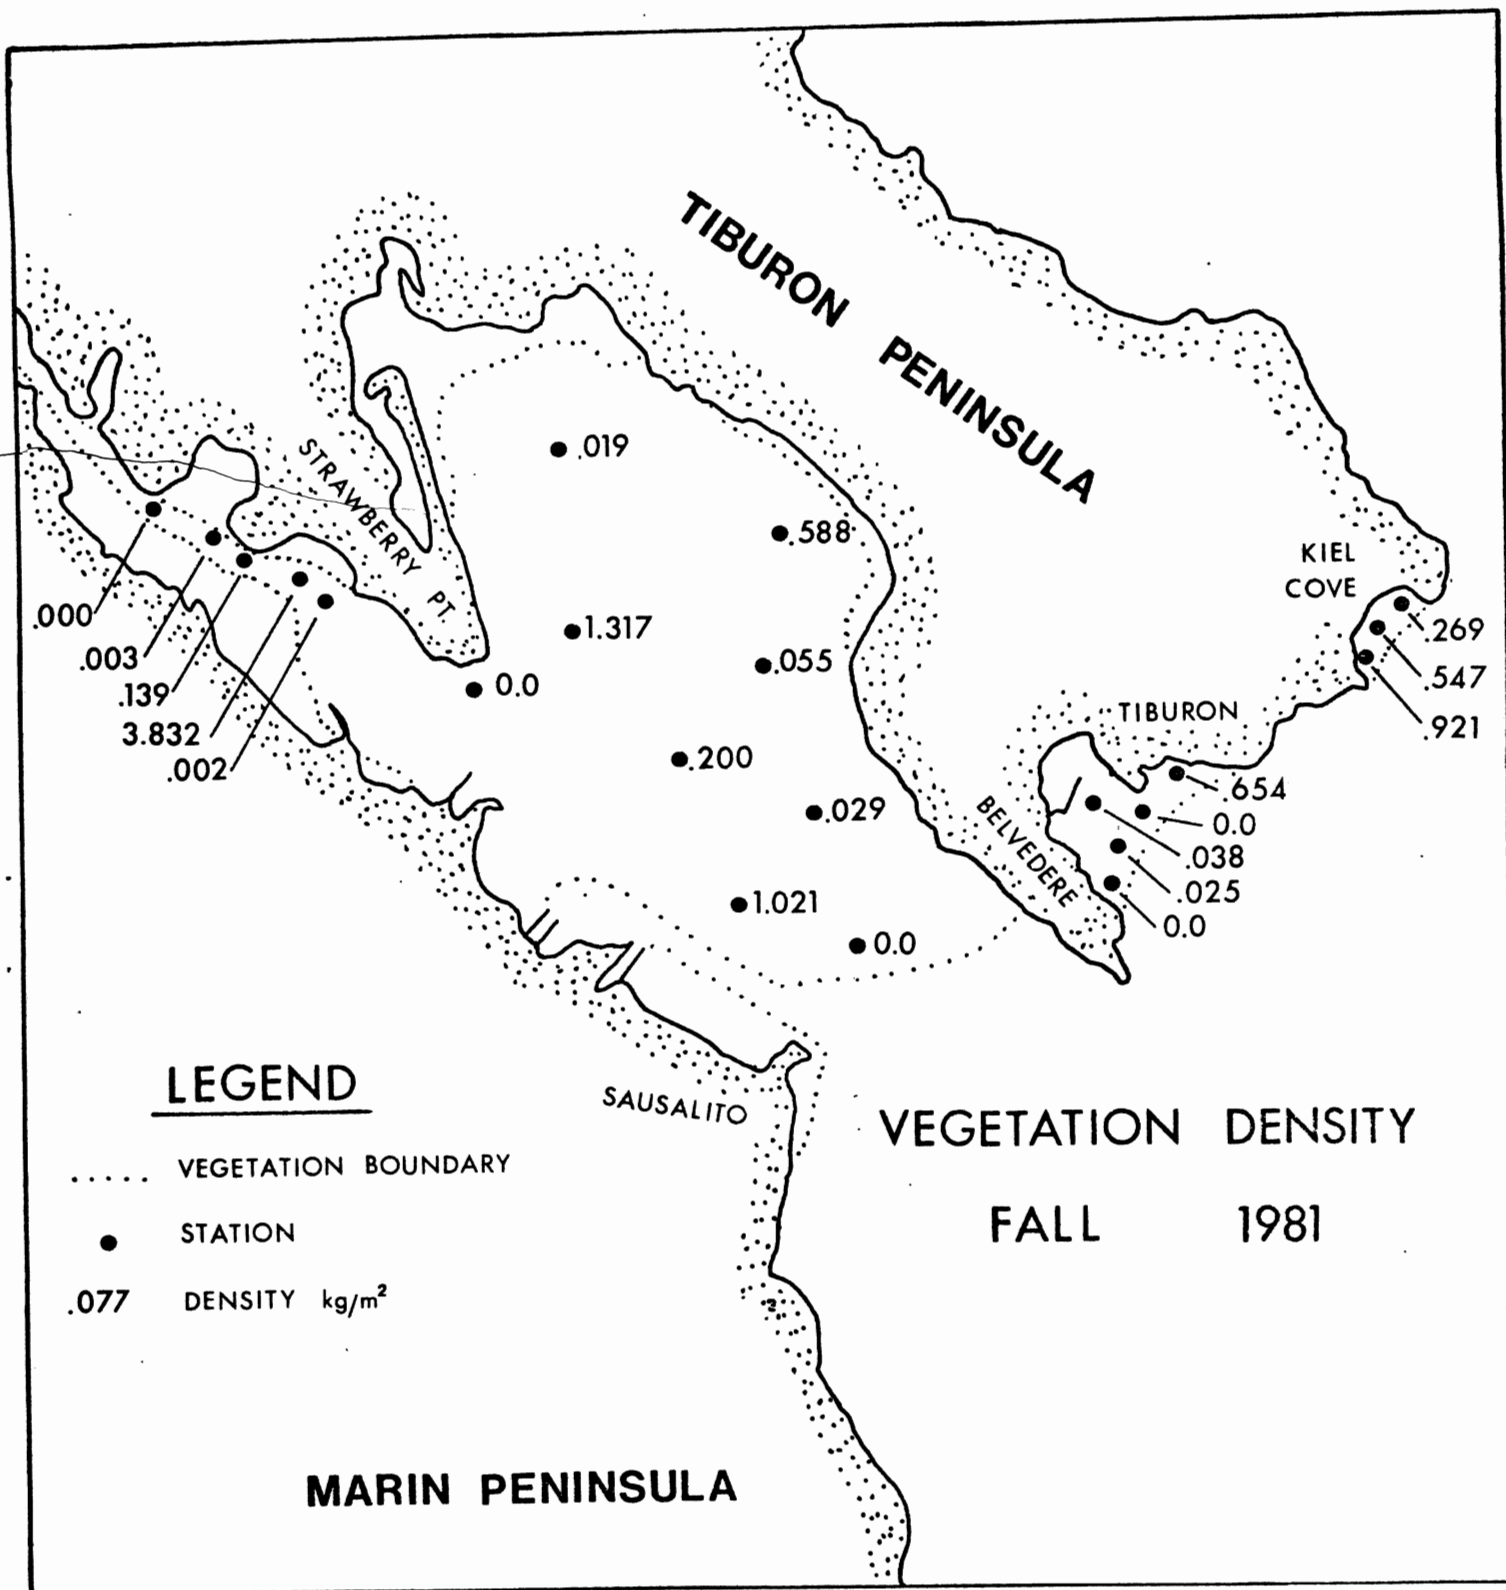 TIBURON PENINSULA
STRAWBERRY PT.
.019
.588
KIEL
COVE
.000
.003
.139
3.832
.002
1.317
.055
0.0
.269
.547
.921
TIBURON
.200
.654
.029
0.0
BELVEDERE
.038
.025
1.021
0.0
0.0
LEGEND
SAUSALITO
VEGETATION DENSITY
FALL 1981
..... VEGETATION BOUNDARY
● STATION
.077 DENSITY kg/m²
MARIN PENINSULA